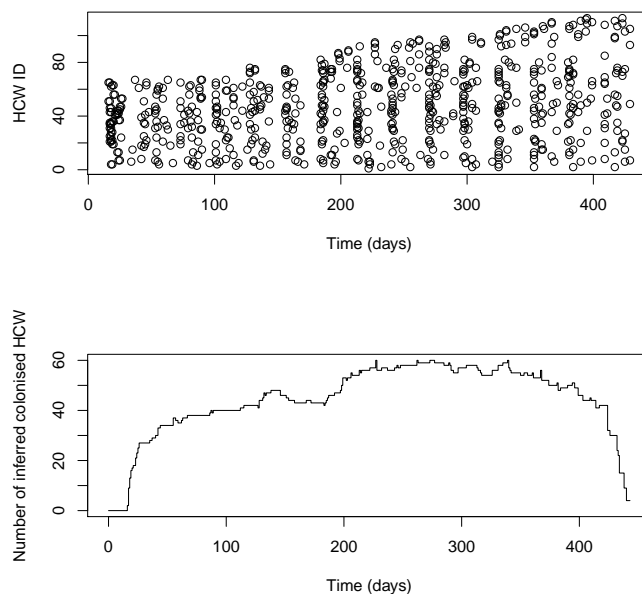 HCW ID
0 40 80
0 100 200 300 400
Time (days)
Number of inferred colonised HCW
0 20 40 60
0 100 200 300 400
Time (days)